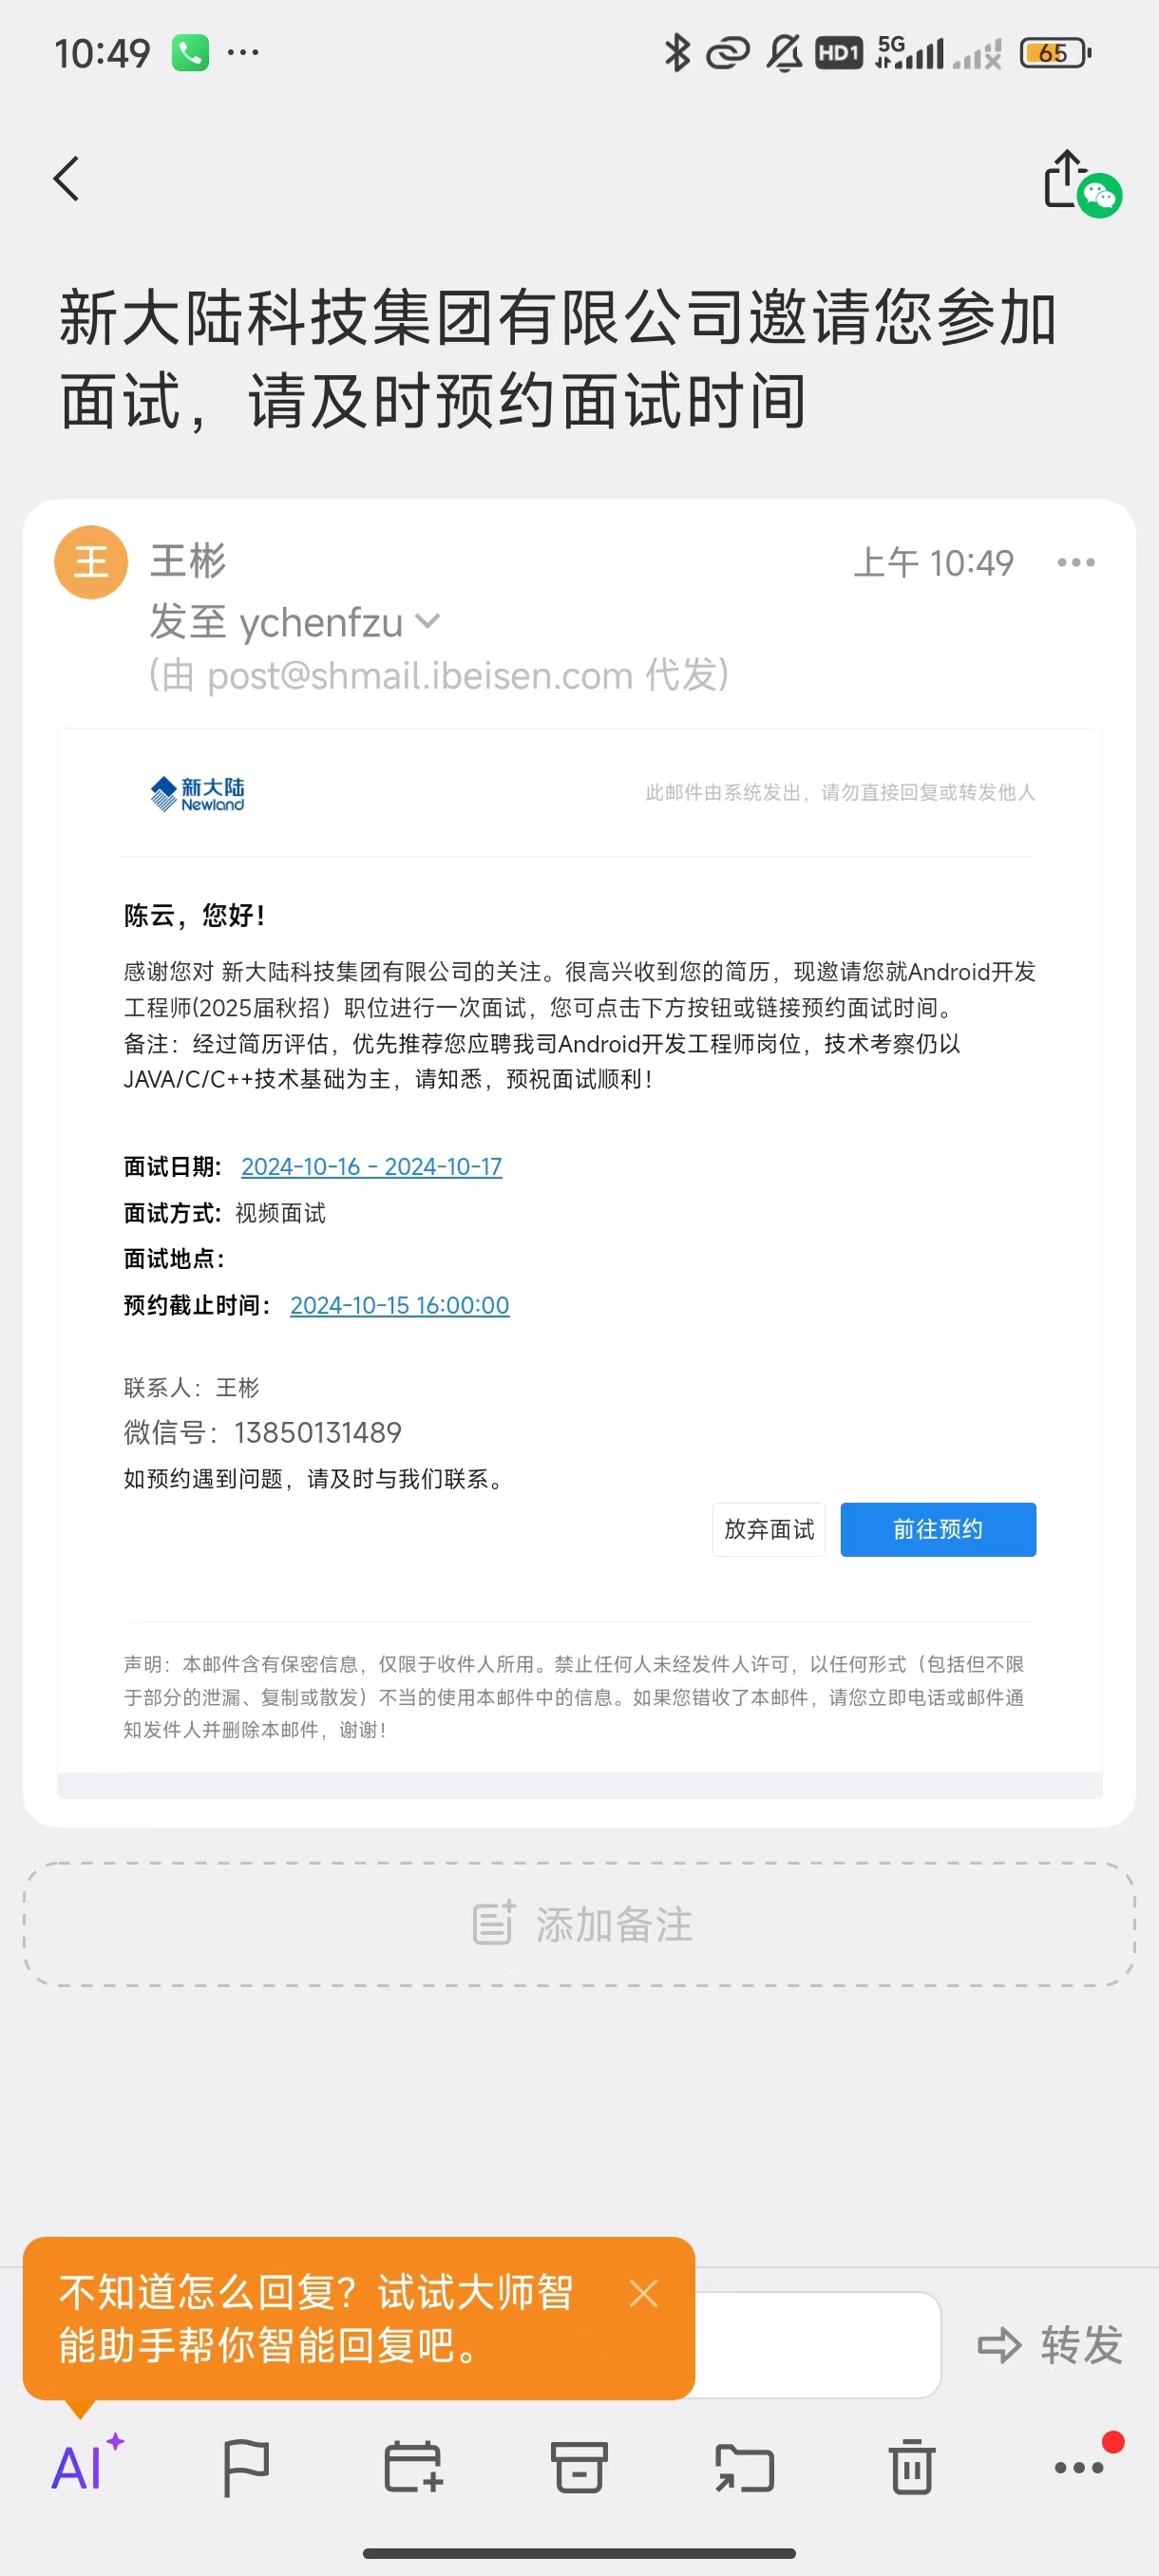 10:49
HD1 5G 65
新大陆科技集团有限公司邀请您参加
面试，请及时预约面试时间
王 王彬 上午 10:49
发至 ychenfzu
(由 post@shmail.ibeisen.com 代发)
新大陆
Newland
此邮件由系统发出，请勿直接回复或转发他人
陈云，您好！
感谢您对 新大陆科技集团有限公司的关注。很高兴收到您的简历，现邀请您就Android开发
工程师(2025届秋招）职位进行一次面试，您可点击下方按钮或链接预约面试时间。
备注：经过简历评估，优先推荐您应聘我司Android开发工程师岗位，技术考察仍以
JAVA/C/C++技术基础为主，请知悉，预祝面试顺利！
面试日期： 2024-10-16 - 2024-10-17
面试方式：视频面试
面试地点：
预约截止时间： 2024-10-15 16:00:00
联系人：王彬
微信号：13850131489
如预约遇到问题，请及时与我们联系。
放弃面试 前往预约
声明：本邮件含有保密信息，仅限于收件人所用。禁止任何人未经发件人许可，以任何形式（包括但不限
于部分的泄漏、复制或散发）不当的使用本邮件中的信息。如果您错收了本邮件，请您立即电话或邮件通
知发件人并删除本邮件，谢谢！
添加备注
不知道怎么回复？试试大师智
能助手帮你智能回复吧。
转发
AI